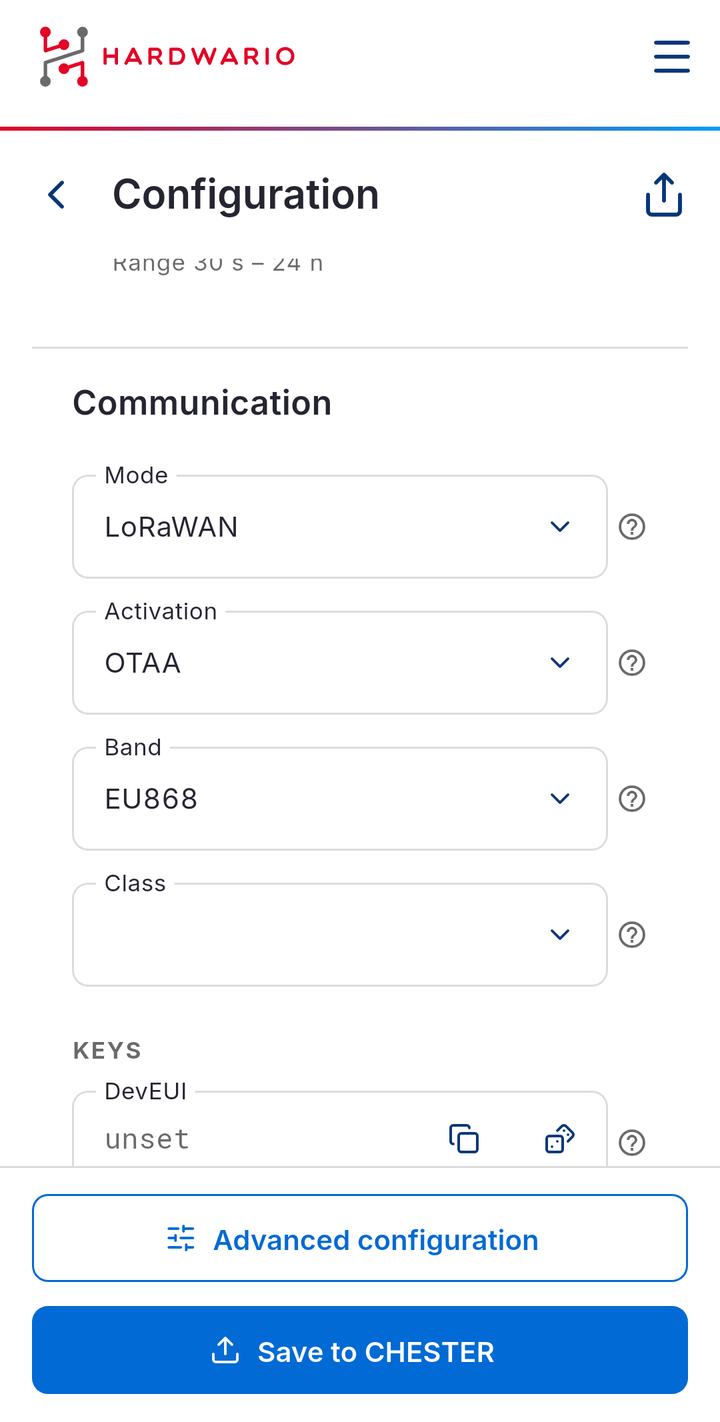 HARDWARIO
Configuration
Range 30 s – 24 h
Communication
Mode
LoRaWAN
Activation
OTAA
Band
EU868
Class
KEYS
DevEUI
unset
Advanced configuration
Save to CHESTER